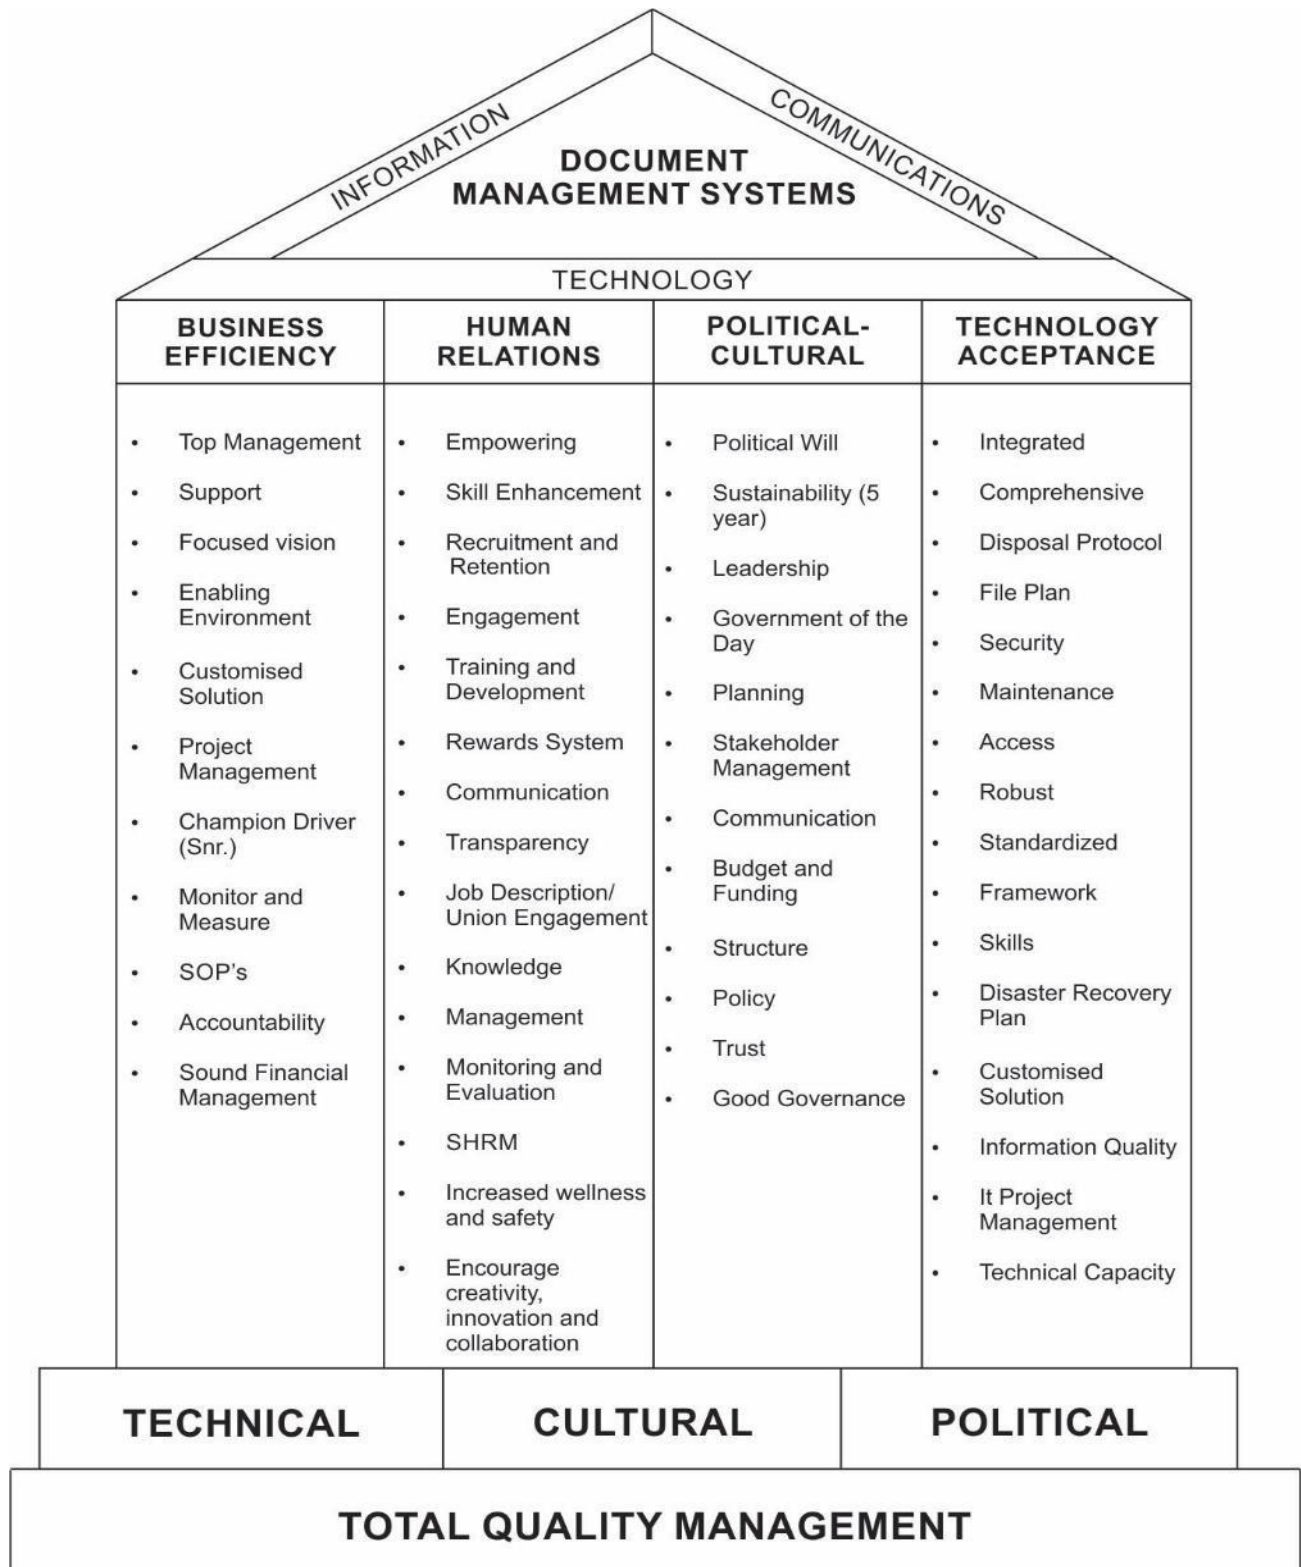 INFORMATION
COMMUNICATIONS
DOCUMENT
MANAGEMENT SYSTEMS
TECHNOLOGY
BUSINESS
EFFICIENCY
• Top Management
• Support
• Focused vision
• Enabling
Environment
• Customised
Solution
• Project
Management
• Champion Driver
(Snr.)
• Monitor and
Measure
• SOP's
• Accountability
• Sound Financial
Management
HUMAN
RELATIONS
• Empowering
• Skill Enhancement
• Recruitment and
Retention
• Engagement
• Training and
Development
• Rewards System
• Communication
• Transparency
• Job Description/
Union Engagement
• Knowledge
• Management
• Monitoring and
Evaluation
• SHRM
• Increased wellness
and safety
• Encourage
creativity,
innovation and
collaboration
POLITICAL-
CULTURAL
• Political Will
• Sustainability (5
year)
• Leadership
• Government of the
Day
• Planning
• Stakeholder
Management
• Communication
• Budget and
Funding
• Structure
• Policy
• Trust
• Good Governance
TECHNOLOGY
ACCEPTANCE
• Integrated
• Comprehensive
• Disposal Protocol
• File Plan
• Security
• Maintenance
• Access
• Robust
• Standardized
• Framework
• Skills
• Disaster Recovery
Plan
• Customised
Solution
• Information Quality
• It Project
Management
• Technical Capacity
TECHNICAL
CULTURAL
POLITICAL
TOTAL QUALITY MANAGEMENT